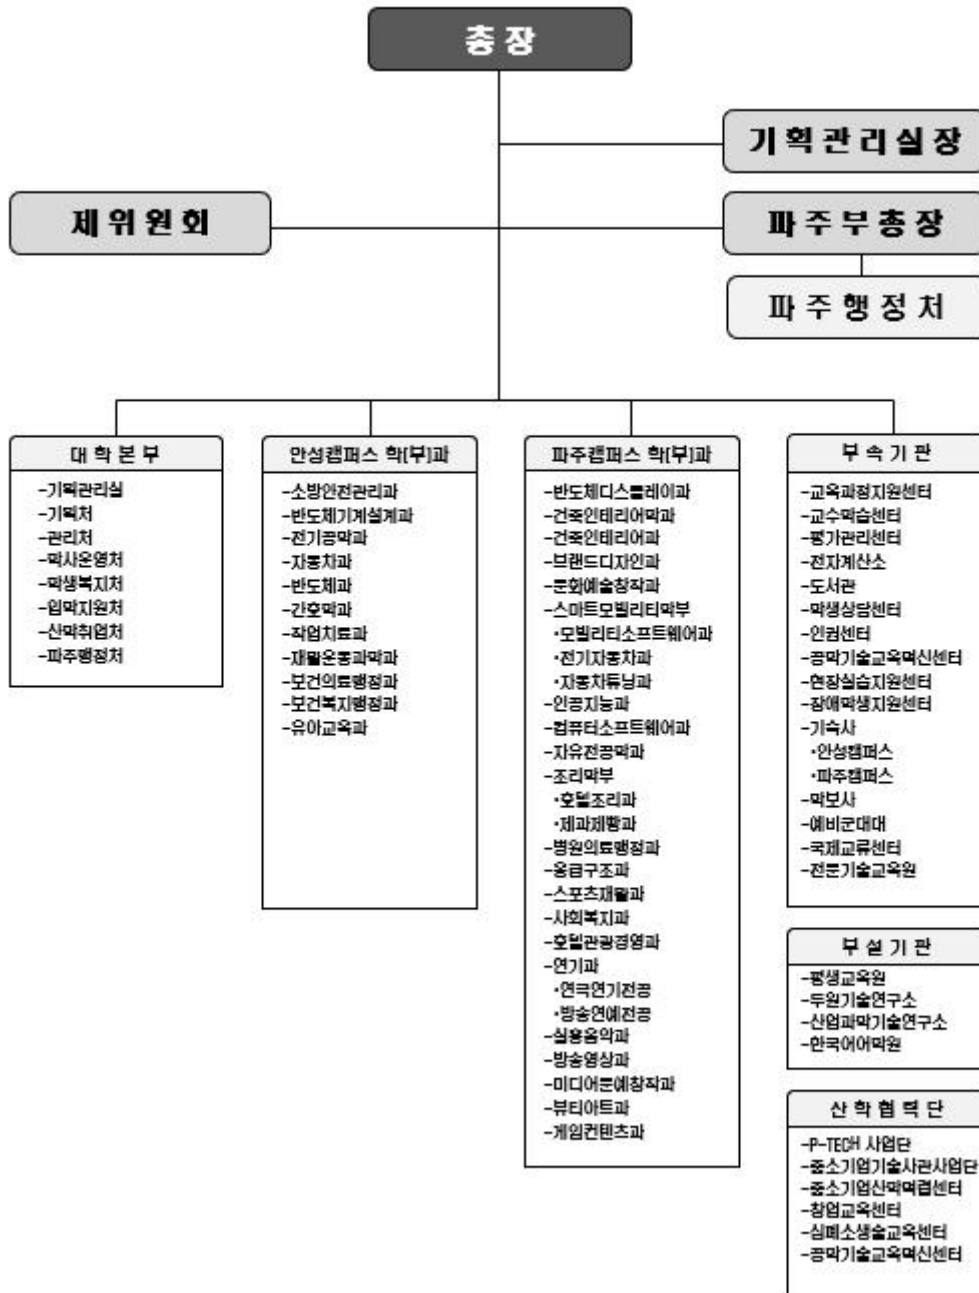 총 장
기 획 관 리 실 장
제 위 원 회
파 주 부 총 장
파 주 행 정 처
대 학 본 부
-기획관리실
-기획처
-관리처
-학사운영처
-학생복지처
-입학지원처
-산학취업처
-파주행정처
안성캠퍼스 학[부]과
-소방안전관리과
-반도체기계설계과
-전기공학과
-자동차과
-반도체과
-간호학과
-작업치료과
-재활운동과학과
-보건의료행정과
-보건복지행정과
-유아교육과
파주캠퍼스 학[부]과
-반도체디스플레이과
-건축인테리어학과
-건축인테리어과
-브랜드디자인과
-문화예술창작과
-스마트모빌리티학부
·모빌리티소프트웨어과
·전기자동차과
·자동차튜닝과
-인공지능과
-컴퓨터소프트웨어과
-자유전공학과
-조리학부
·호텔조리과
·제과제빵과
-병원의료행정과
-응급구조과
-스포츠재활과
-사회복지과
-호텔관광경영과
-연기과
·연극연기전공
·방송연예전공
-실용음악과
-방송영상과
-미디어문예창작과
-뷰티아트과
-게임컨텐츠과
부 속 기 관
-교육과정지원센터
-교수학습센터
-평가관리센터
-전자계산소
-도서관
-학생상담센터
-인권센터
-공학기술교육혁신센터
-현장실습지원센터
-장애학생지원센터
-기숙사
·안성캠퍼스
·파주캠퍼스
-학보사
-예비군대대
-국제교류센터
-전문기술교육원
부 설 기 관
-평생교육원
-두원기술연구소
-산업과학기술연구소
-한국어어학원
산 학 협 력 단
-P-TECH 사업단
-중소기업기술사관사업단
-중소기업산학협력센터
-창업교육센터
-심폐소생술교육센터
-공학기술교육혁신센터